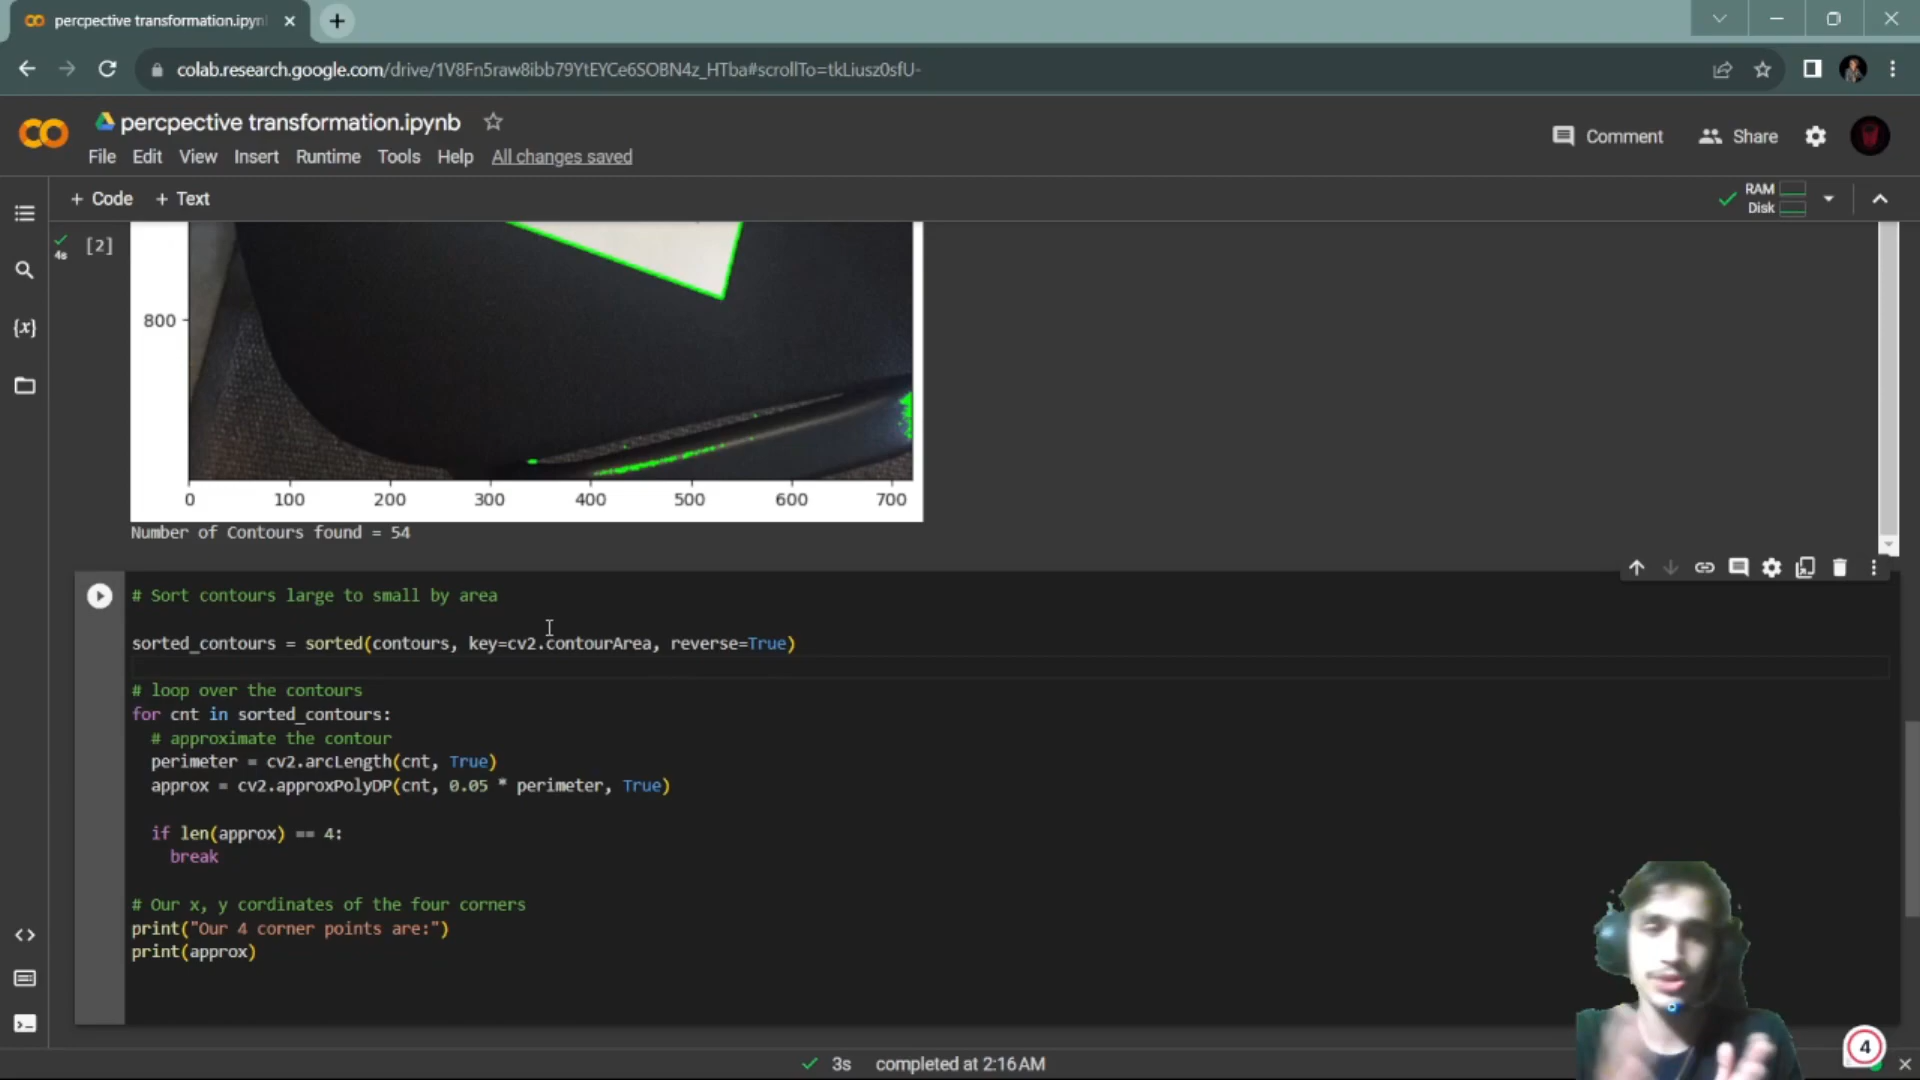 percpective transformation.ipyn
colab.research.google.com/drive/1V8Fn5raw8ibb79YtEYCe6SOBN4z_HTba#scrollTo=tkLiusz0sfU-
percpective transformation.ipynb
Comment
Share
File Edit View Insert Runtime Tools Help All changes saved
+ Code + Text
RAM
Disk
[2]
4s
800
0 100 200 300 400 500 600 700
Number of Contours found = 54
# Sort contours large to small by area
sorted_contours = sorted(contours, key=cv2.contourArea, reverse=True)
# loop over the contours
for cnt in sorted_contours:
# approximate the contour
perimeter = cv2.arcLength(cnt, True)
approx = cv2.approxPolyDP(cnt, 0.05 * perimeter, True)
if len(approx) == 4:
break
# Our x, y cordinates of the four corners
print("Our 4 corner points are:")
print(approx)
3s completed at 2:16 AM
4